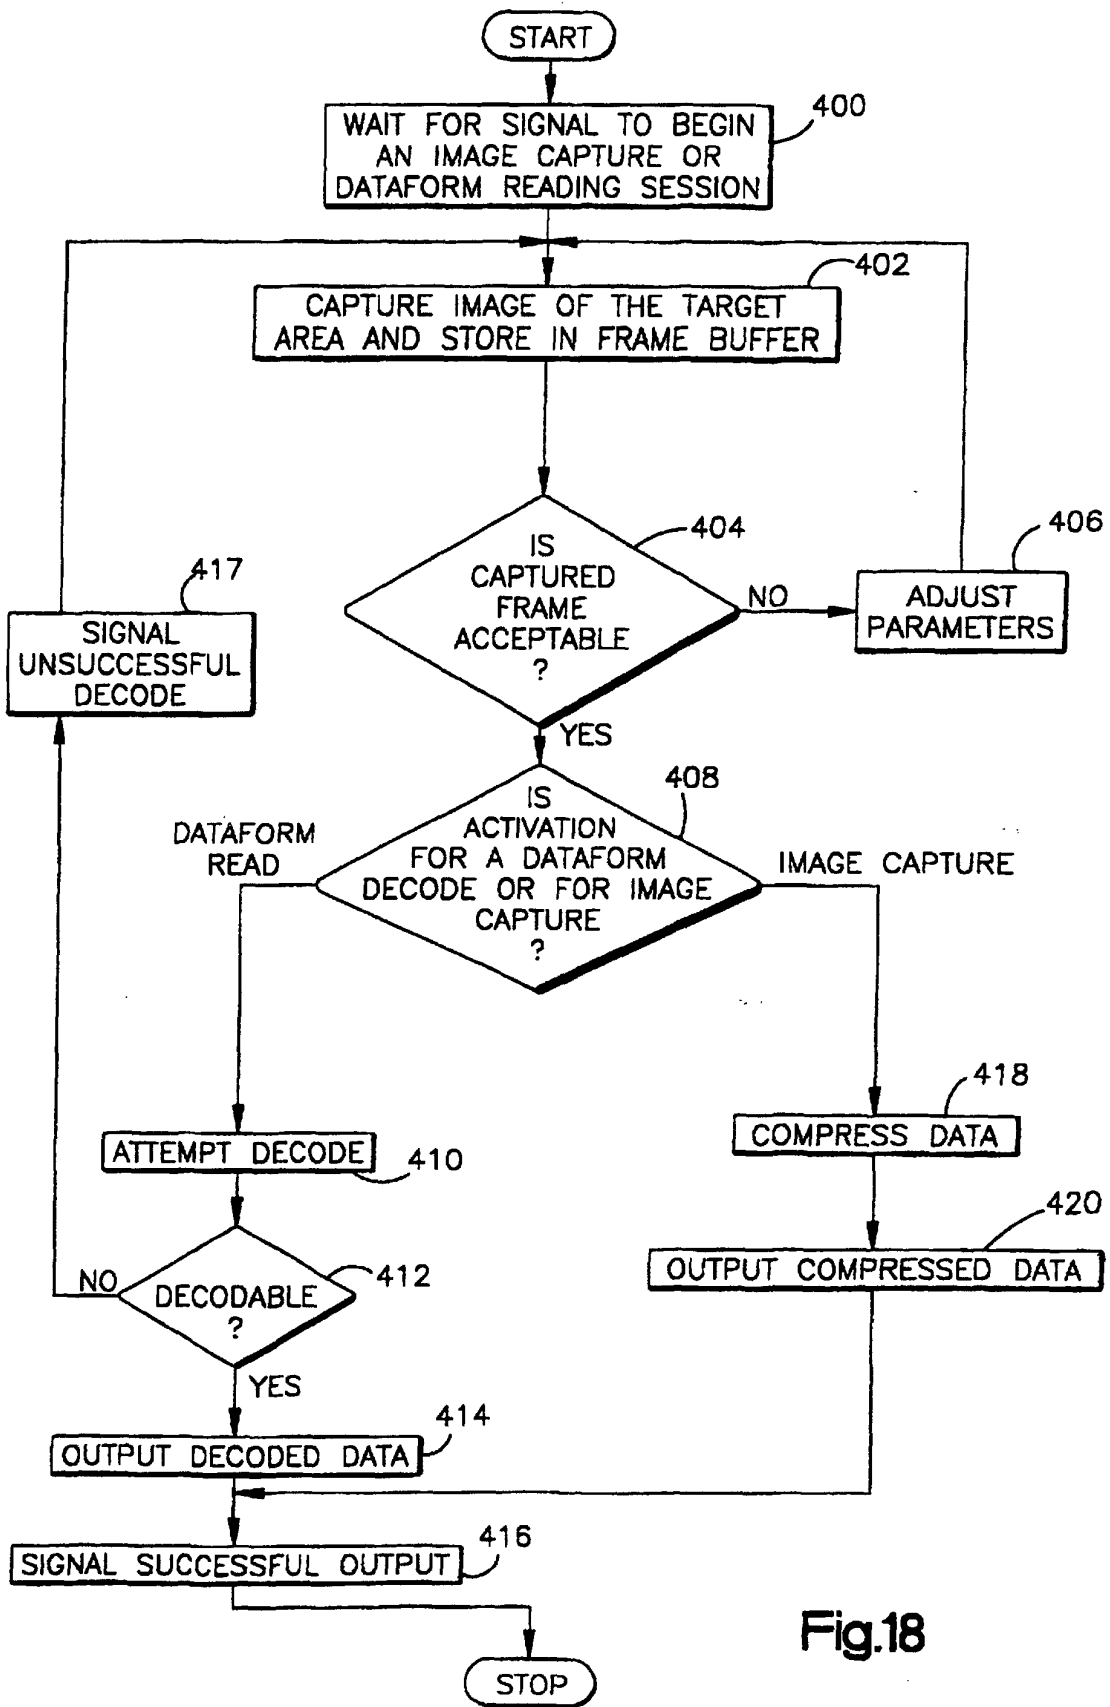 START
400
WAIT FOR SIGNAL TO BEGIN
AN IMAGE CAPTURE OR
DATAFORM READING SESSION
402
CAPTURE IMAGE OF THE TARGET
AREA AND STORE IN FRAME BUFFER
404
IS
CAPTURED
FRAME
ACCEPTABLE
?
NO
406
ADJUST
PARAMETERS
417
SIGNAL
UNSUCCESSFUL
DECODE
YES
408
IS
ACTIVATION
FOR A DATAFORM
DECODE OR FOR IMAGE
CAPTURE
?
DATAFORM
READ
IMAGE CAPTURE
418
COMPRESS DATA
ATTEMPT DECODE
410
420
OUTPUT COMPRESSED DATA
412
DECODABLE
?
NO
YES
414
OUTPUT DECODED DATA
416
SIGNAL SUCCESSFUL OUTPUT
STOP
Fig.18